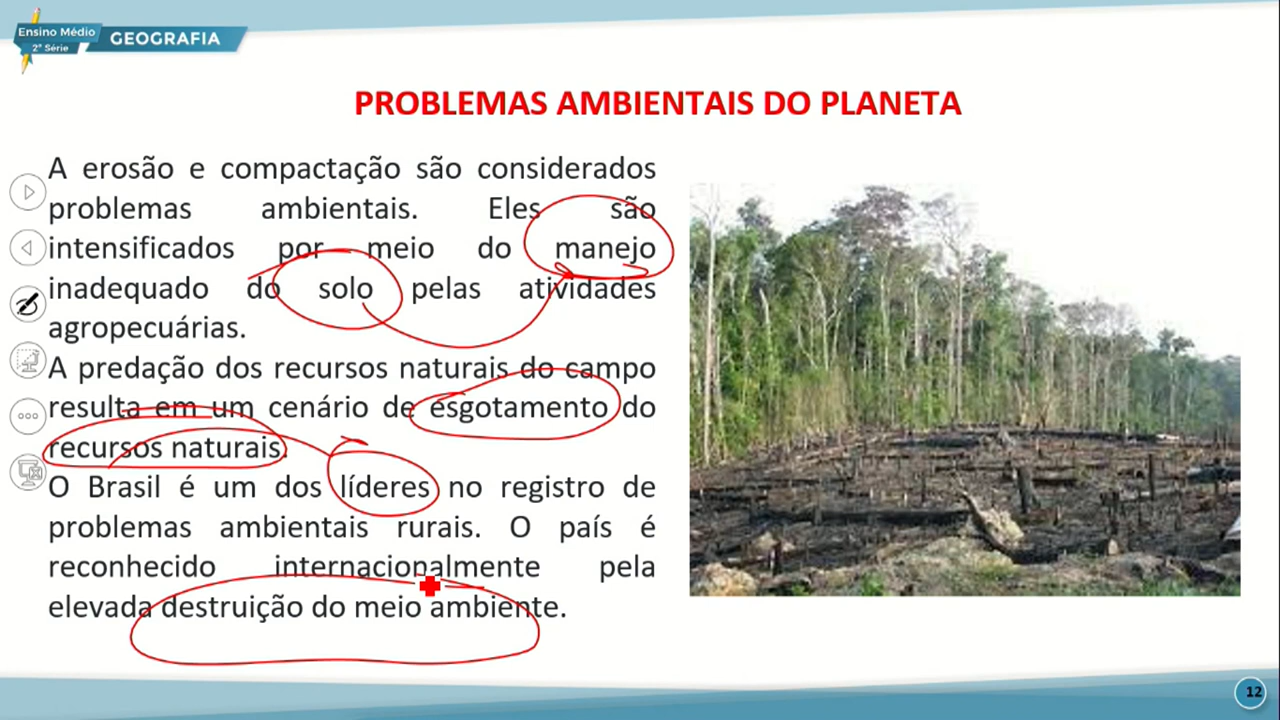 Ensino Médio
2ª Série
GEOGRAFIA
PROBLEMAS AMBIENTAIS DO PLANETA
A erosão e compactação são considerados
problemas ambientais. Eles são
intensificados por meio do manejo
inadequado do solo pelas atividades
agropecuárias.
A predação dos recursos naturais do campo
resulta em um cenário de esgotamento do
recursos naturais.
O Brasil é um dos líderes no registro de
problemas ambientais rurais. O país é
reconhecido internacionalmente pela
elevada destruição do meio ambiente.
12